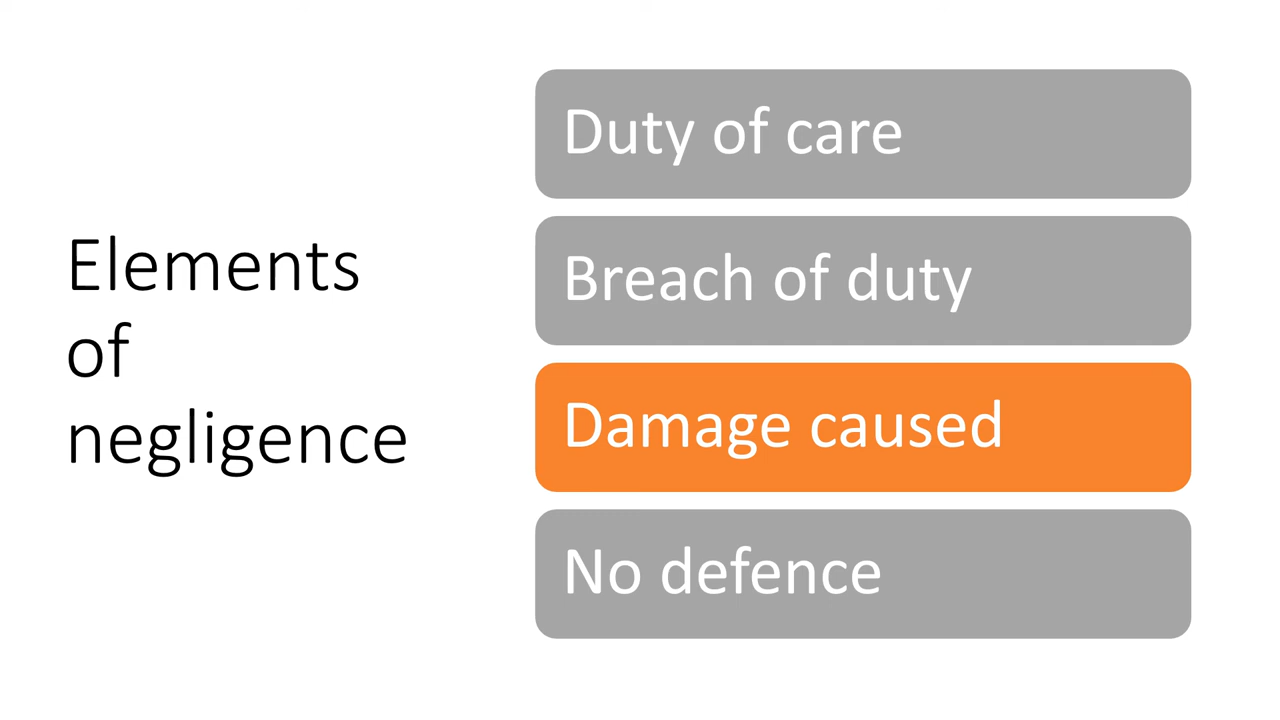 Elements
of
negligence
Duty of care
Breach of duty
Damage caused
No defence